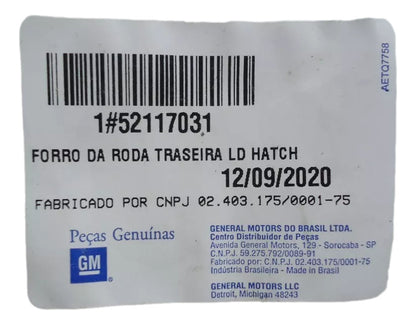 1#52117031
FORRO DA RODA TRASEIRA LD HATCH
12/09/2020
FABRICADO POR CNPJ 02.403.175/0001-75
Peças Genuínas
GM
GENERAL MOTORS DO BRASIL LTDA.
Centro Distribuidor de Peças
Avenida General Motors, 129 - Sorocaba - SP
C.N.P.J. 59.275.792/0089-91
Fabricado por: C.N.P.J. 02.403.175/0001-75
Indústria Brasileira - Made in Brasil
GENERAL MOTORS LLC
Detroit, Michigan 48243
AETQ7758